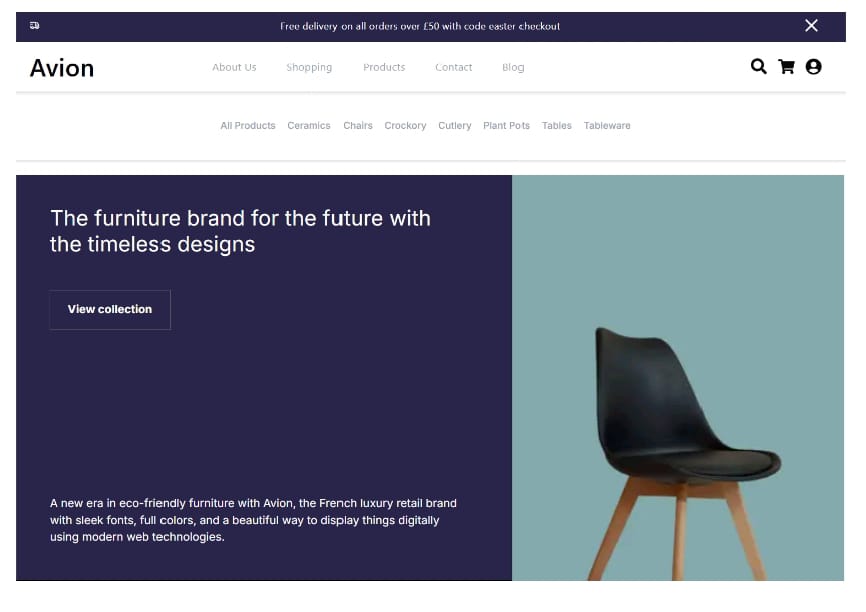 Free delivery on all orders over £50 with code easter checkout
Avion
About Us Shopping Products Contact Blog
All Products Ceramics Chairs Crockory Cutlery Plant Pots Tables Tableware
The furniture brand for the future with
the timeless designs
View collection
A new era in eco-friendly furniture with Avion, the French luxury retail brand
with sleek fonts, full colors, and a beautiful way to display things digitally
using modern web technologies.